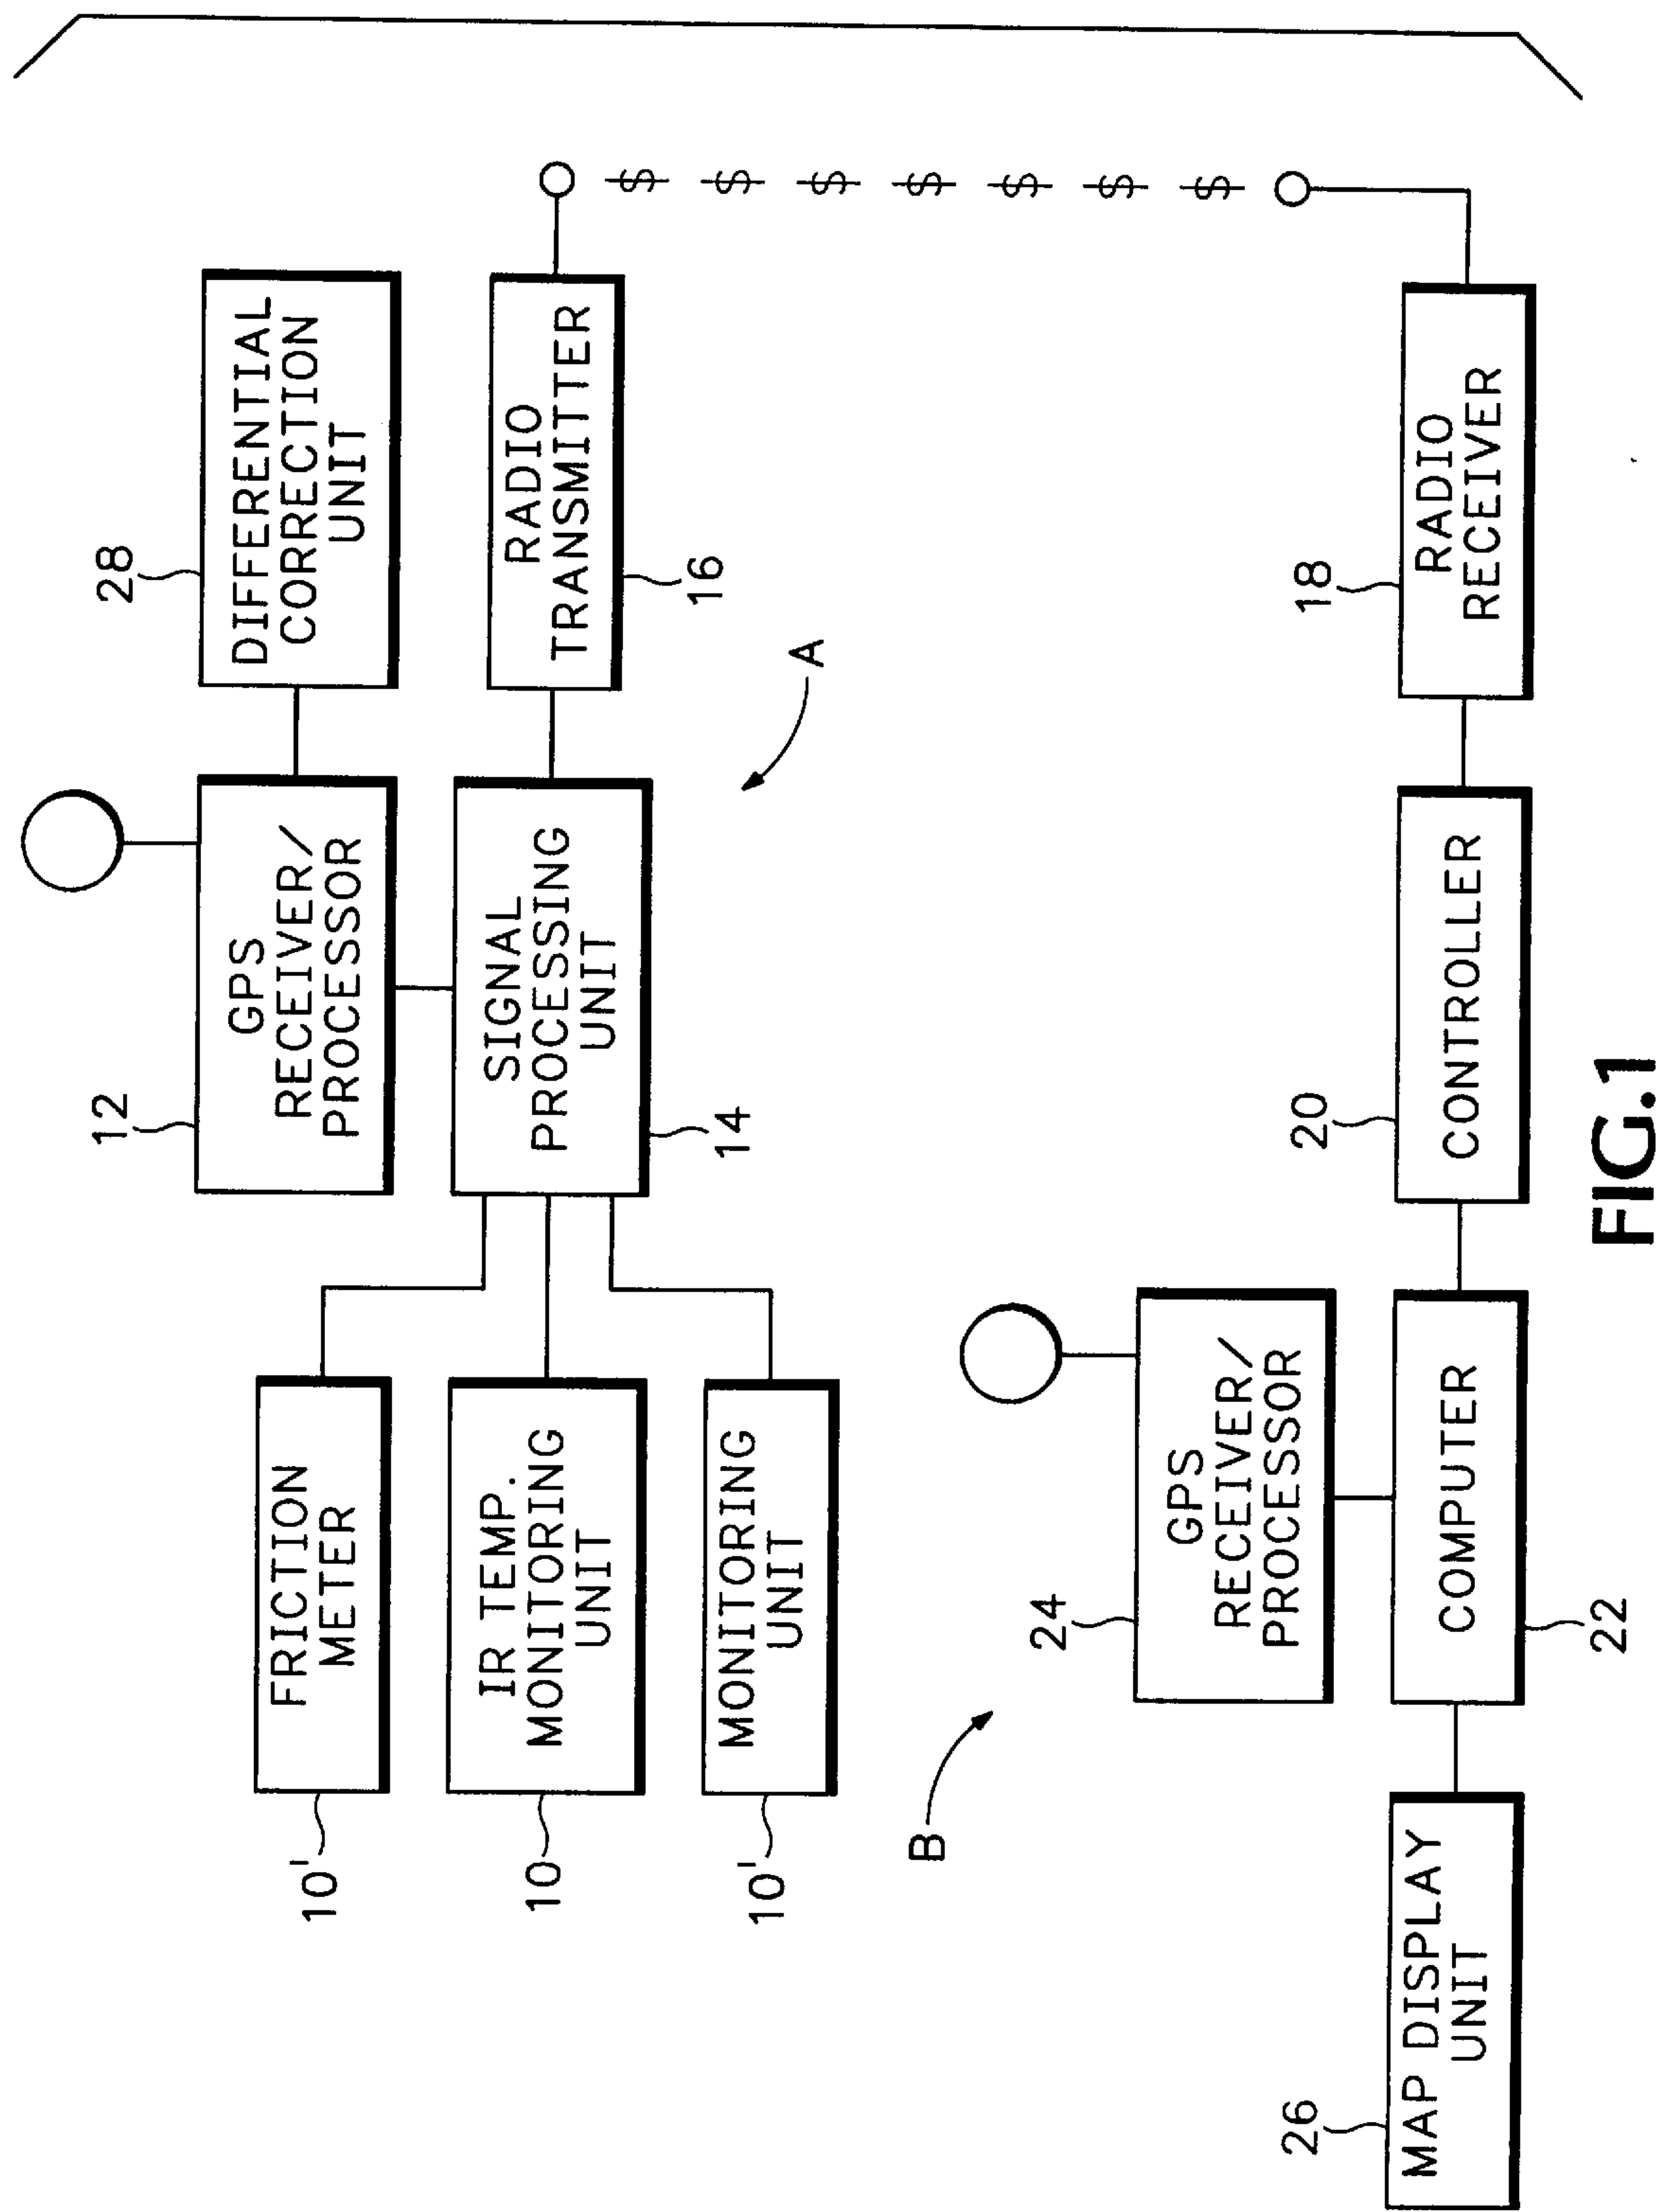 28
DIFFERENTIAL
CORRECTION
UNIT
12
GPS
RECEIVER/
PROCESSOR
RADIO
TRANSMITTER
16
SIGNAL
PROCESSING
UNIT
14
A
FRICTION
METER
10'
IR TEMP.
MONITORING
UNIT
10
MONITORING
UNIT
10'
$ $ $ $ $ $ $
B
24
GPS
RECEIVER/
PROCESSOR
18
RADIO
RECEIVER
20
CONTROLLER
COMPUTER
22
26
MAP DISPLAY
UNIT
FIG.1